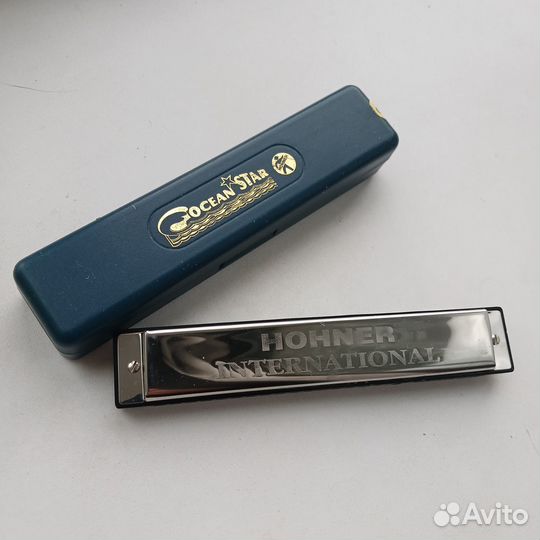 OCEAN STAR
HOHNER
INTERNATIONAL
Avito